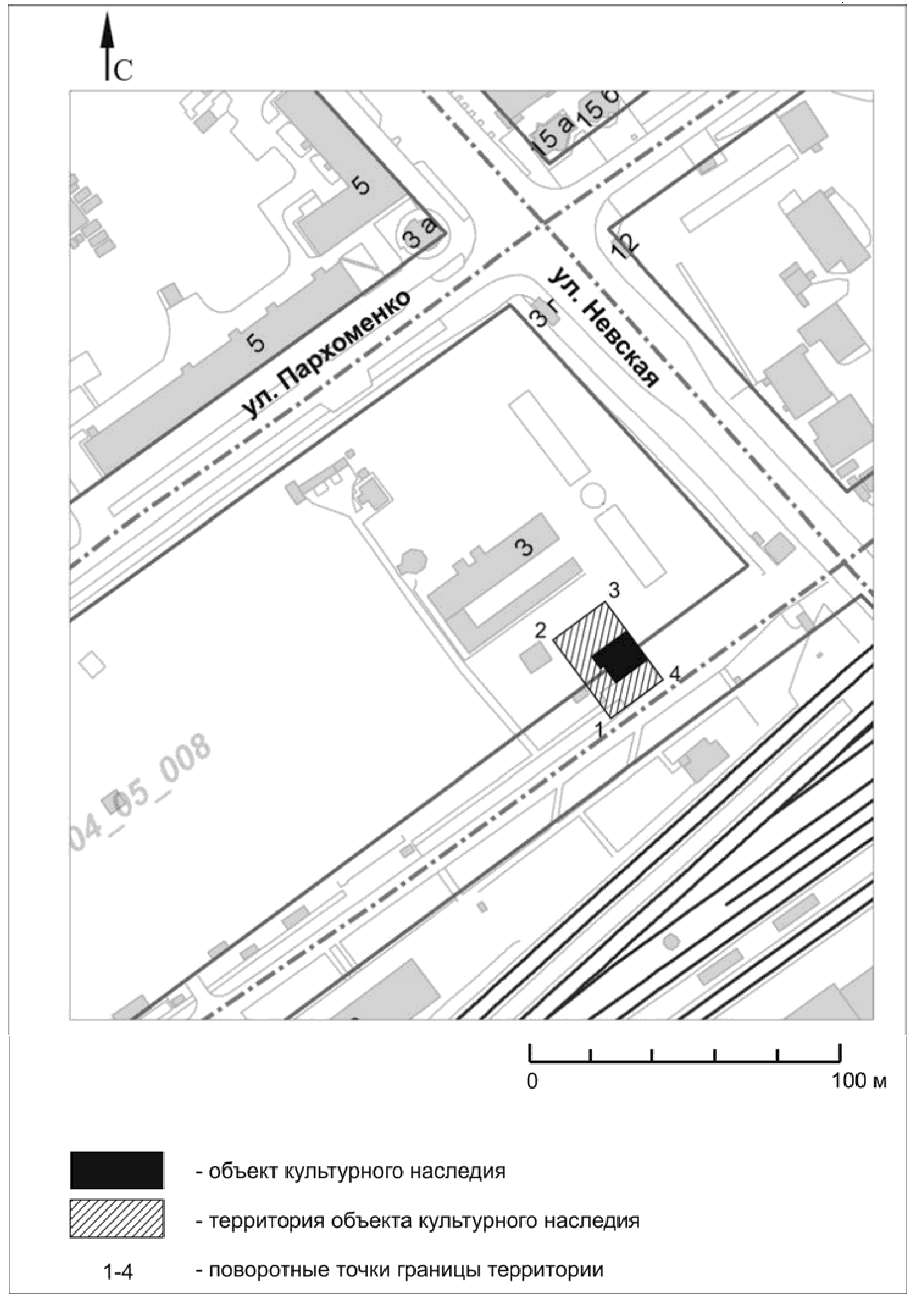 С
15 а
15 б
5
3 а
12
ул. Невская
3 г
ул. Пархоменко
5
3
3
2
4
1
04_05_008
0
100 м
- объект культурного наследия
- территория объекта культурного наследия
1-4 - поворотные точки границы территории